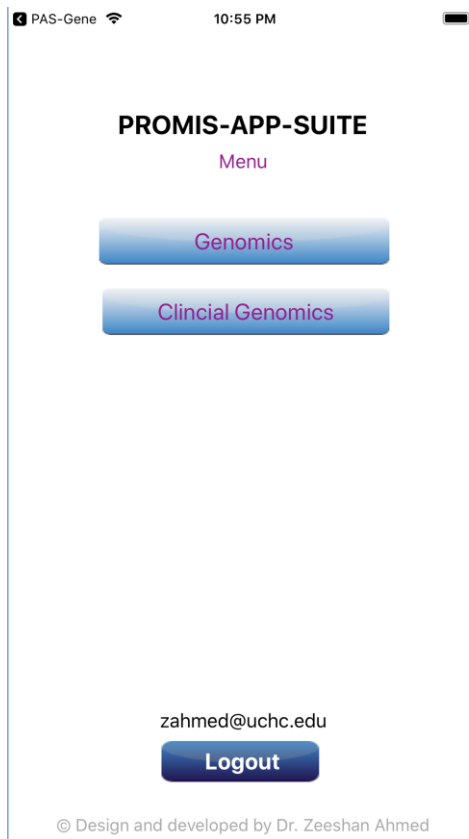 PAS-Gene 10:55 PM
PROMIS-APP-SUITE
Menu
Genomics
Clincial Genomics
zahmed@uchc.edu
Logout
© Design and developed by Dr. Zeeshan Ahmed